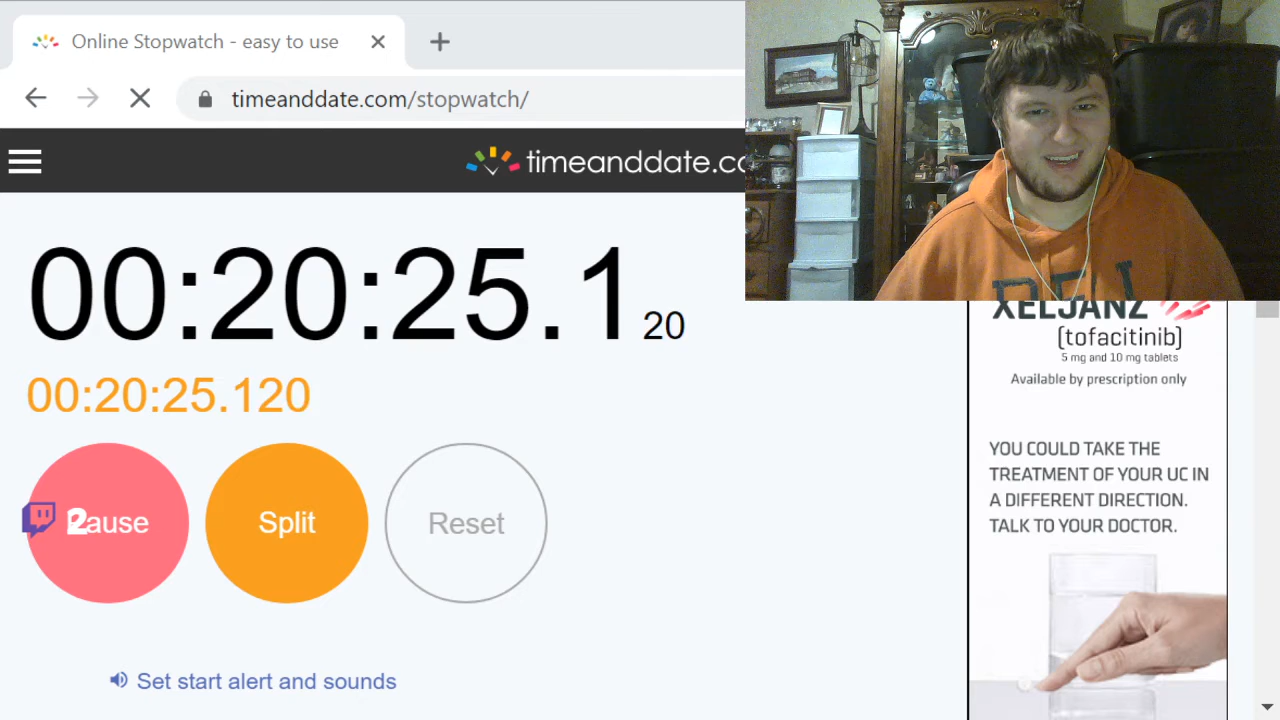 Online Stopwatch - easy to use
timeanddate.com/stopwatch/
timeanddate.co
00:20:25.120
00:20:25.120
2ause
Split
Reset
Set start alert and sounds
XELJANZ
(tofacitinib)
5 mg and 10 mg tablets
Available by prescription only
YOU COULD TAKE THE
TREATMENT OF YOUR UC IN
A DIFFERENT DIRECTION.
TALK TO YOUR DOCTOR.